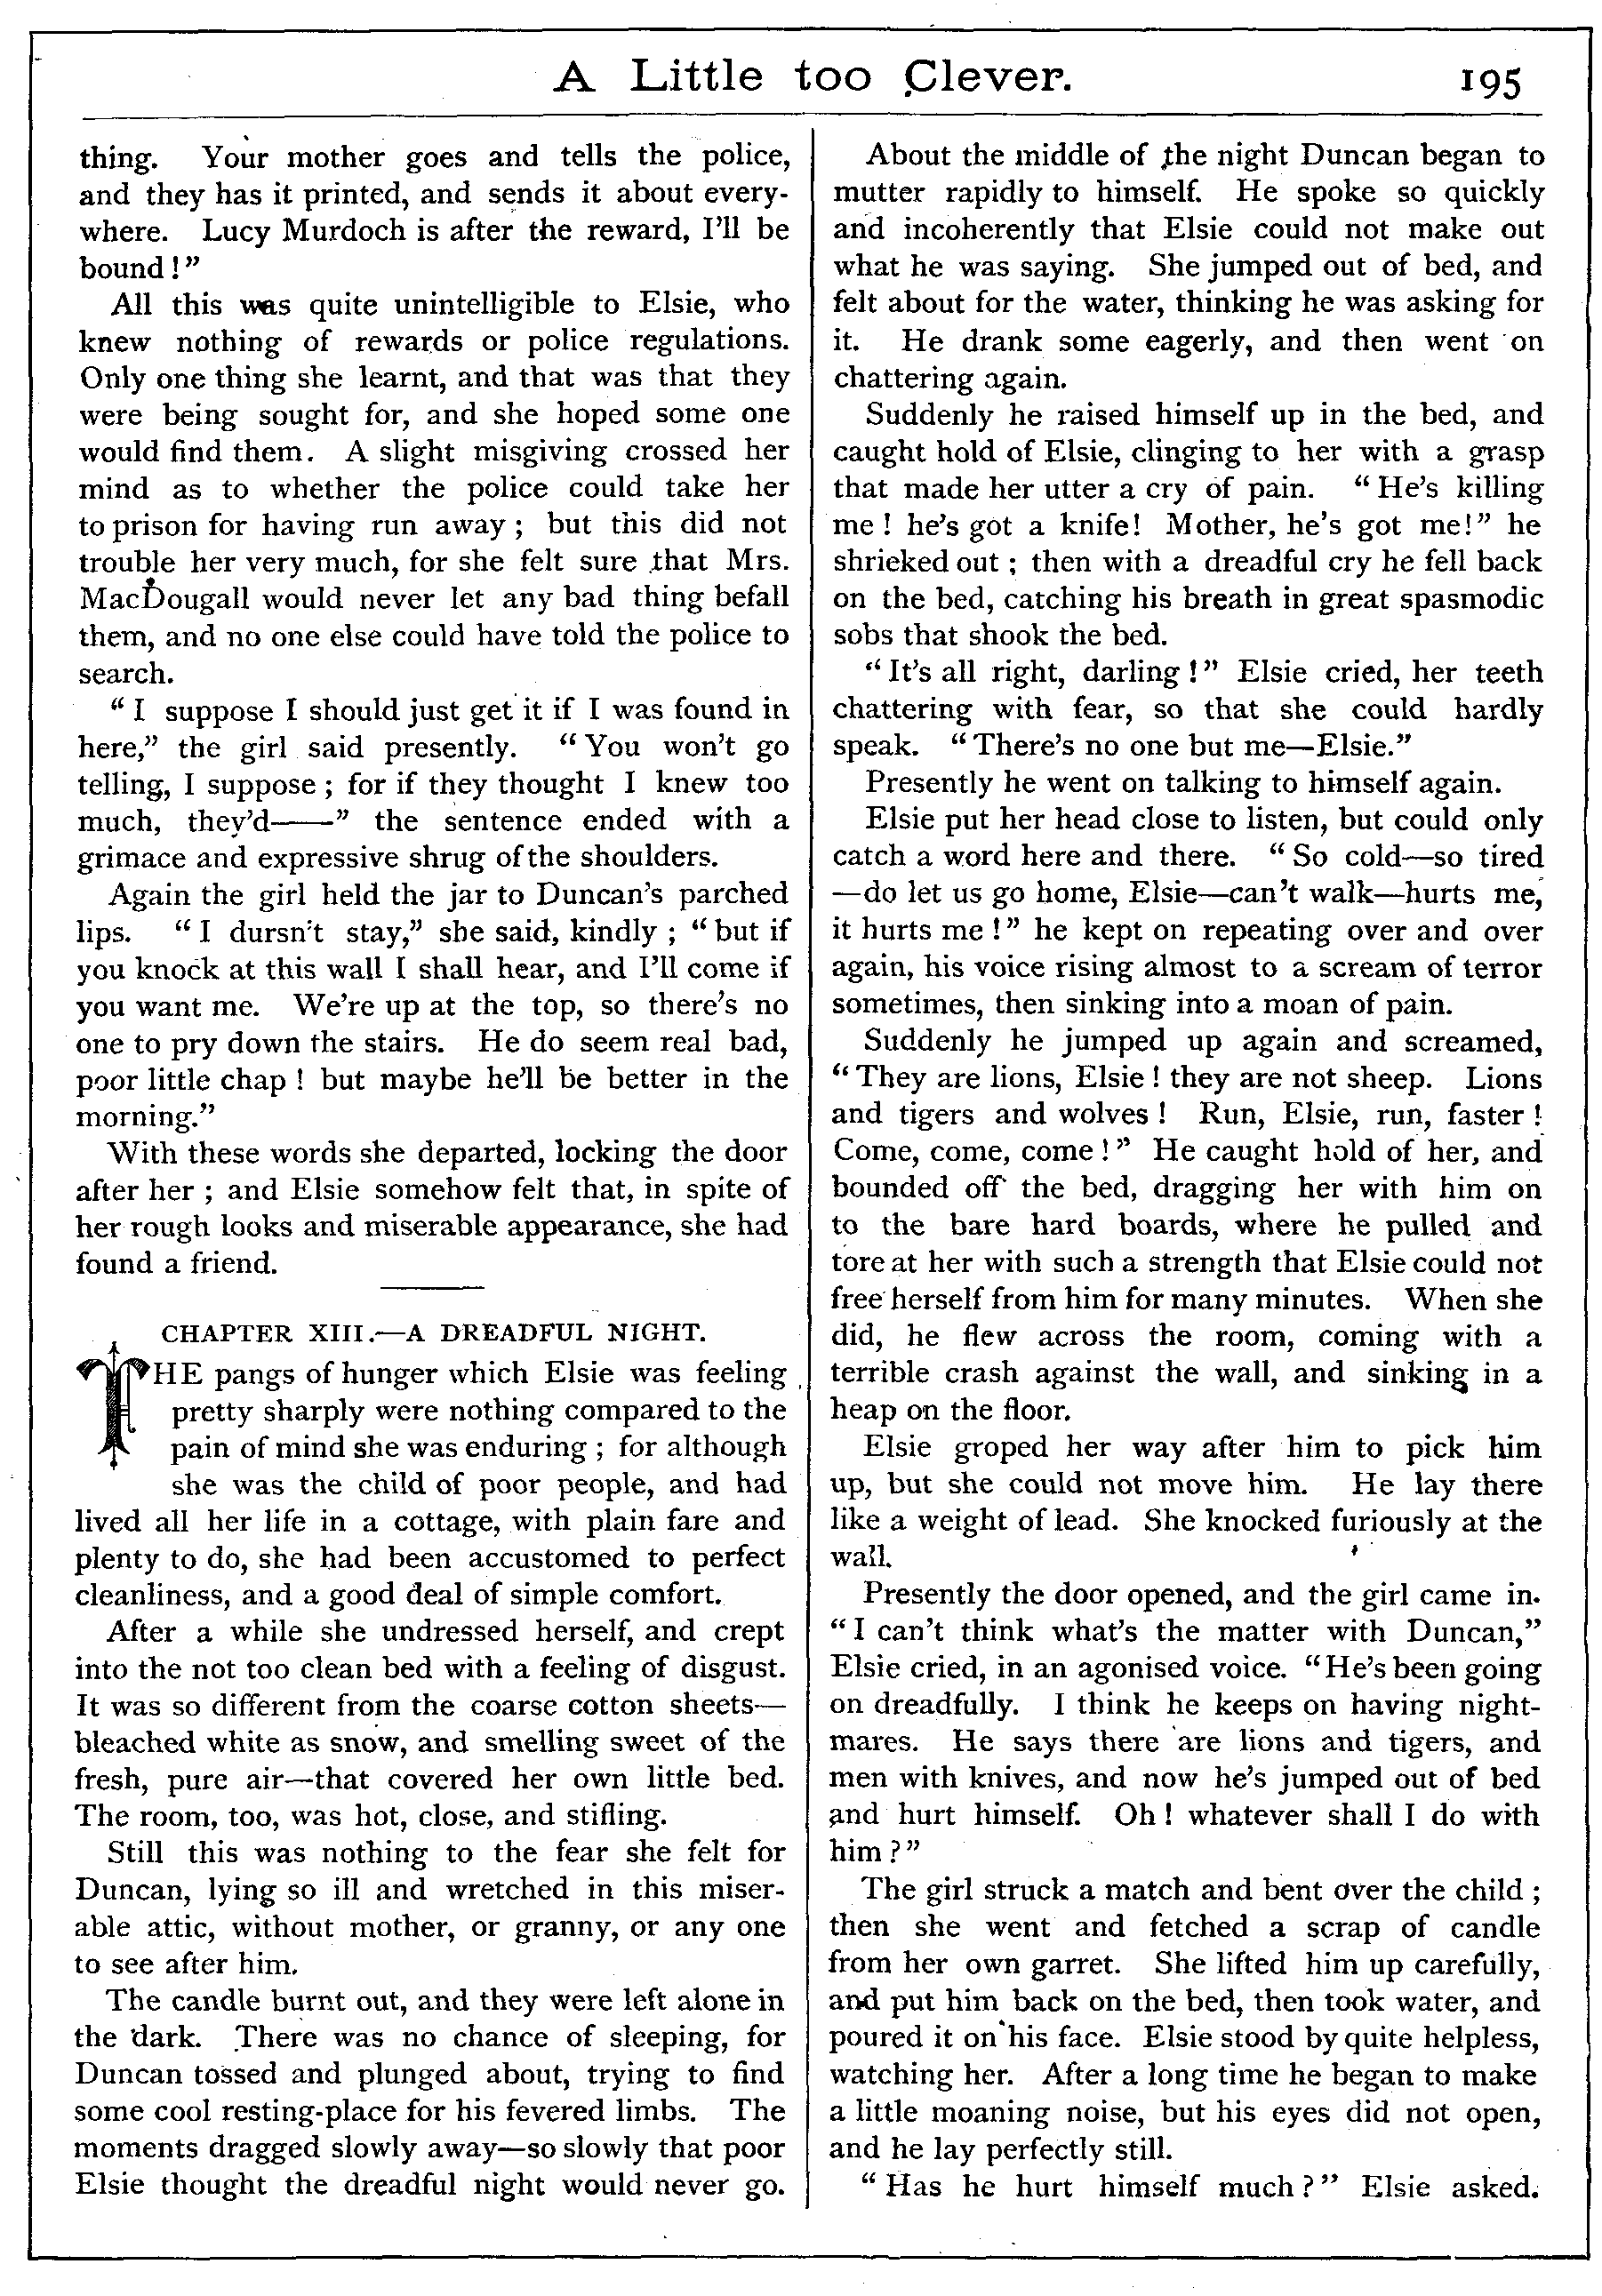 A Little too Clever.
195
thing. Your mother goes and tells the police,
and they has it printed, and sends it about every-
where. Lucy Murdoch is after the reward, I'll be
bound!"
All this was quite unintelligible to Elsie, who
knew nothing of rewards or police regulations.
Only one thing she learnt, and that was that they
were being sought for, and she hoped some one
would find them. A slight misgiving crossed her
mind as to whether the police could take her
to prison for having run away; but this did not
trouble her very much, for she felt sure that Mrs.
MacDougall would never let any bad thing befall
them, and no one else could have told the police to
search.
"I suppose I should just get it if I was found in
here," the girl said presently. "You won't go
telling, I suppose; for if they thought I knew too
much, they'd——" the sentence ended with a
grimace and expressive shrug of the shoulders.
Again the girl held the jar to Duncan's parched
lips. "I dursn't stay," she said, kindly; "but if
you knock at this wall I shall hear, and I'll come if
you want me. We're up at the top, so there's no
one to pry down the stairs. He do seem real bad,
poor little chap! but maybe he'll be better in the
morning."
With these words she departed, locking the door
after her; and Elsie somehow felt that, in spite of
her rough looks and miserable appearance, she had
found a friend.
CHAPTER XIII.—A DREADFUL NIGHT.
THE pangs of hunger which Elsie was feeling
pretty sharply were nothing compared to the
pain of mind she was enduring; for although
she was the child of poor people, and had
lived all her life in a cottage, with plain fare and
plenty to do, she had been accustomed to perfect
cleanliness, and a good deal of simple comfort.
After a while she undressed herself, and crept
into the not too clean bed with a feeling of disgust.
It was so different from the coarse cotton sheets—
bleached white as snow, and smelling sweet of the
fresh, pure air—that covered her own little bed.
The room, too, was hot, close, and stifling.
Still this was nothing to the fear she felt for
Duncan, lying so ill and wretched in this miser-
able attic, without mother, or granny, or any one
to see after him.
The candle burnt out, and they were left alone in
the dark. There was no chance of sleeping, for
Duncan tossed and plunged about, trying to find
some cool resting-place for his fevered limbs. The
moments dragged slowly away—so slowly that poor
Elsie thought the dreadful night would never go.
About the middle of the night Duncan began to
mutter rapidly to himself. He spoke so quickly
and incoherently that Elsie could not make out
what he was saying. She jumped out of bed, and
felt about for the water, thinking he was asking for
it. He drank some eagerly, and then went on
chattering again.
Suddenly he raised himself up in the bed, and
caught hold of Elsie, clinging to her with a grasp
that made her utter a cry of pain. "He's killing
me! he's got a knife! Mother, he's got me!" he
shrieked out; then with a dreadful cry he fell back
on the bed, catching his breath in great spasmodic
sobs that shook the bed.
"It's all right, darling!" Elsie cried, her teeth
chattering with fear, so that she could hardly
speak. "There's no one but me—Elsie."
Presently he went on talking to himself again.
Elsie put her head close to listen, but could only
catch a word here and there. "So cold—so tired
—do let us go home, Elsie—can't walk—hurts me,
it hurts me!" he kept on repeating over and over
again, his voice rising almost to a scream of terror
sometimes, then sinking into a moan of pain.
Suddenly he jumped up again and screamed,
"They are lions, Elsie! they are not sheep. Lions
and tigers and wolves! Run, Elsie, run, faster!
Come, come, come!" He caught hold of her, and
bounded off the bed, dragging her with him on
to the bare hard boards, where he pulled and
tore at her with such a strength that Elsie could not
free herself from him for many minutes. When she
did, he flew across the room, coming with a
terrible crash against the wall, and sinking in a
heap on the floor.
Elsie groped her way after him to pick him
up, but she could not move him. He lay there
like a weight of lead. She knocked furiously at the
wall.
Presently the door opened, and the girl came in.
"I can't think what's the matter with Duncan,"
Elsie cried, in an agonised voice. "He's been going
on dreadfully. I think he keeps on having night-
mares. He says there are lions and tigers, and
men with knives, and now he's jumped out of bed
and hurt himself. Oh! whatever shall I do with
him?"
The girl struck a match and bent over the child;
then she went and fetched a scrap of candle
from her own garret. She lifted him up carefully,
and put him back on the bed, then took water, and
poured it on his face. Elsie stood by quite helpless,
watching her. After a long time he began to make
a little moaning noise, but his eyes did not open,
and he lay perfectly still.
"Has he hurt himself much?" Elsie asked.